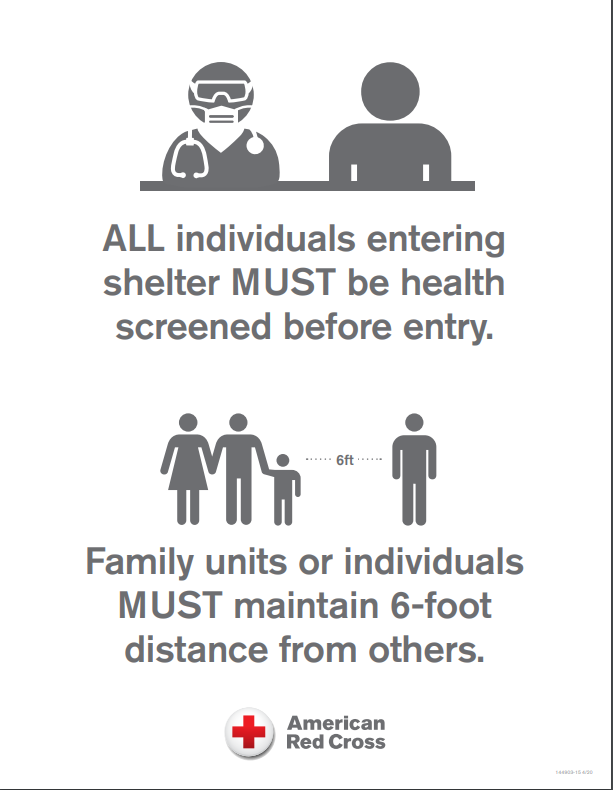 ALL individuals entering
shelter MUST be health
screened before entry.
6ft
Family units or individuals
MUST maintain 6-foot
distance from others.
American
Red Cross